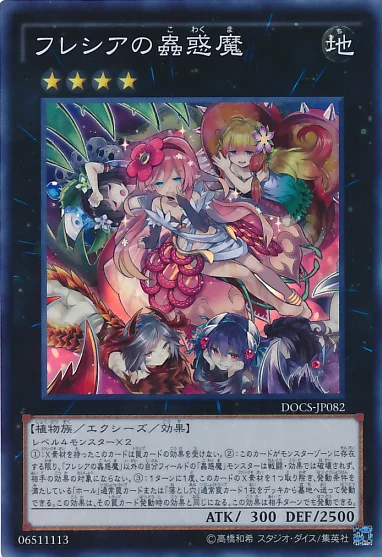 フレシアの蟲惑魔
こわくま
地
ち
DOCS-JP082
【植物族／エクシーズ／効果】
レベル4モンスター×2
①：X素材を持ったこのカードは罠カードの効果を受けない。②：このカードがモンスターゾーンに存在す
る限り、「フレシアの蟲惑魔」以外の自分フィールドの「蟲惑魔」モンスターは戦闘・効果では破壊されず、
相手の効果の対象にならない。③：1ターンに1度、このカードのX素材を1つ取り除き、発動条件を
満たしている「ホール」通常罠カードまたは「落とし穴」通常罠カード1枚をデッキから墓地へ送って発動で
きる。この効果は、その罠カード発動時の効果と同じになる。この効果は相手ターンでも発動できる。
ATK／ 300 DEF／2500
06511113
©高橋和希 スタジオ・ダイス／集英社